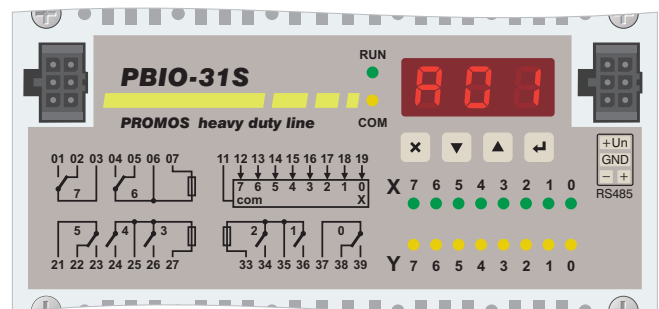 RUN
PBIO-31S
A01
COM
PROMOS heavy duty line
+Un
GND
− +
RS485
01 02 03 04 05 06 07
11 12 13 14 15 16 17 18 19
7 6
7 6 5 4 3 2 1 0
com X
X 7 6 5 4 3 2 1 0
5 4 3 2 1 0
21 22 23 24 25 26 27
33 34 35 36 37 38 39
Y 7 6 5 4 3 2 1 0